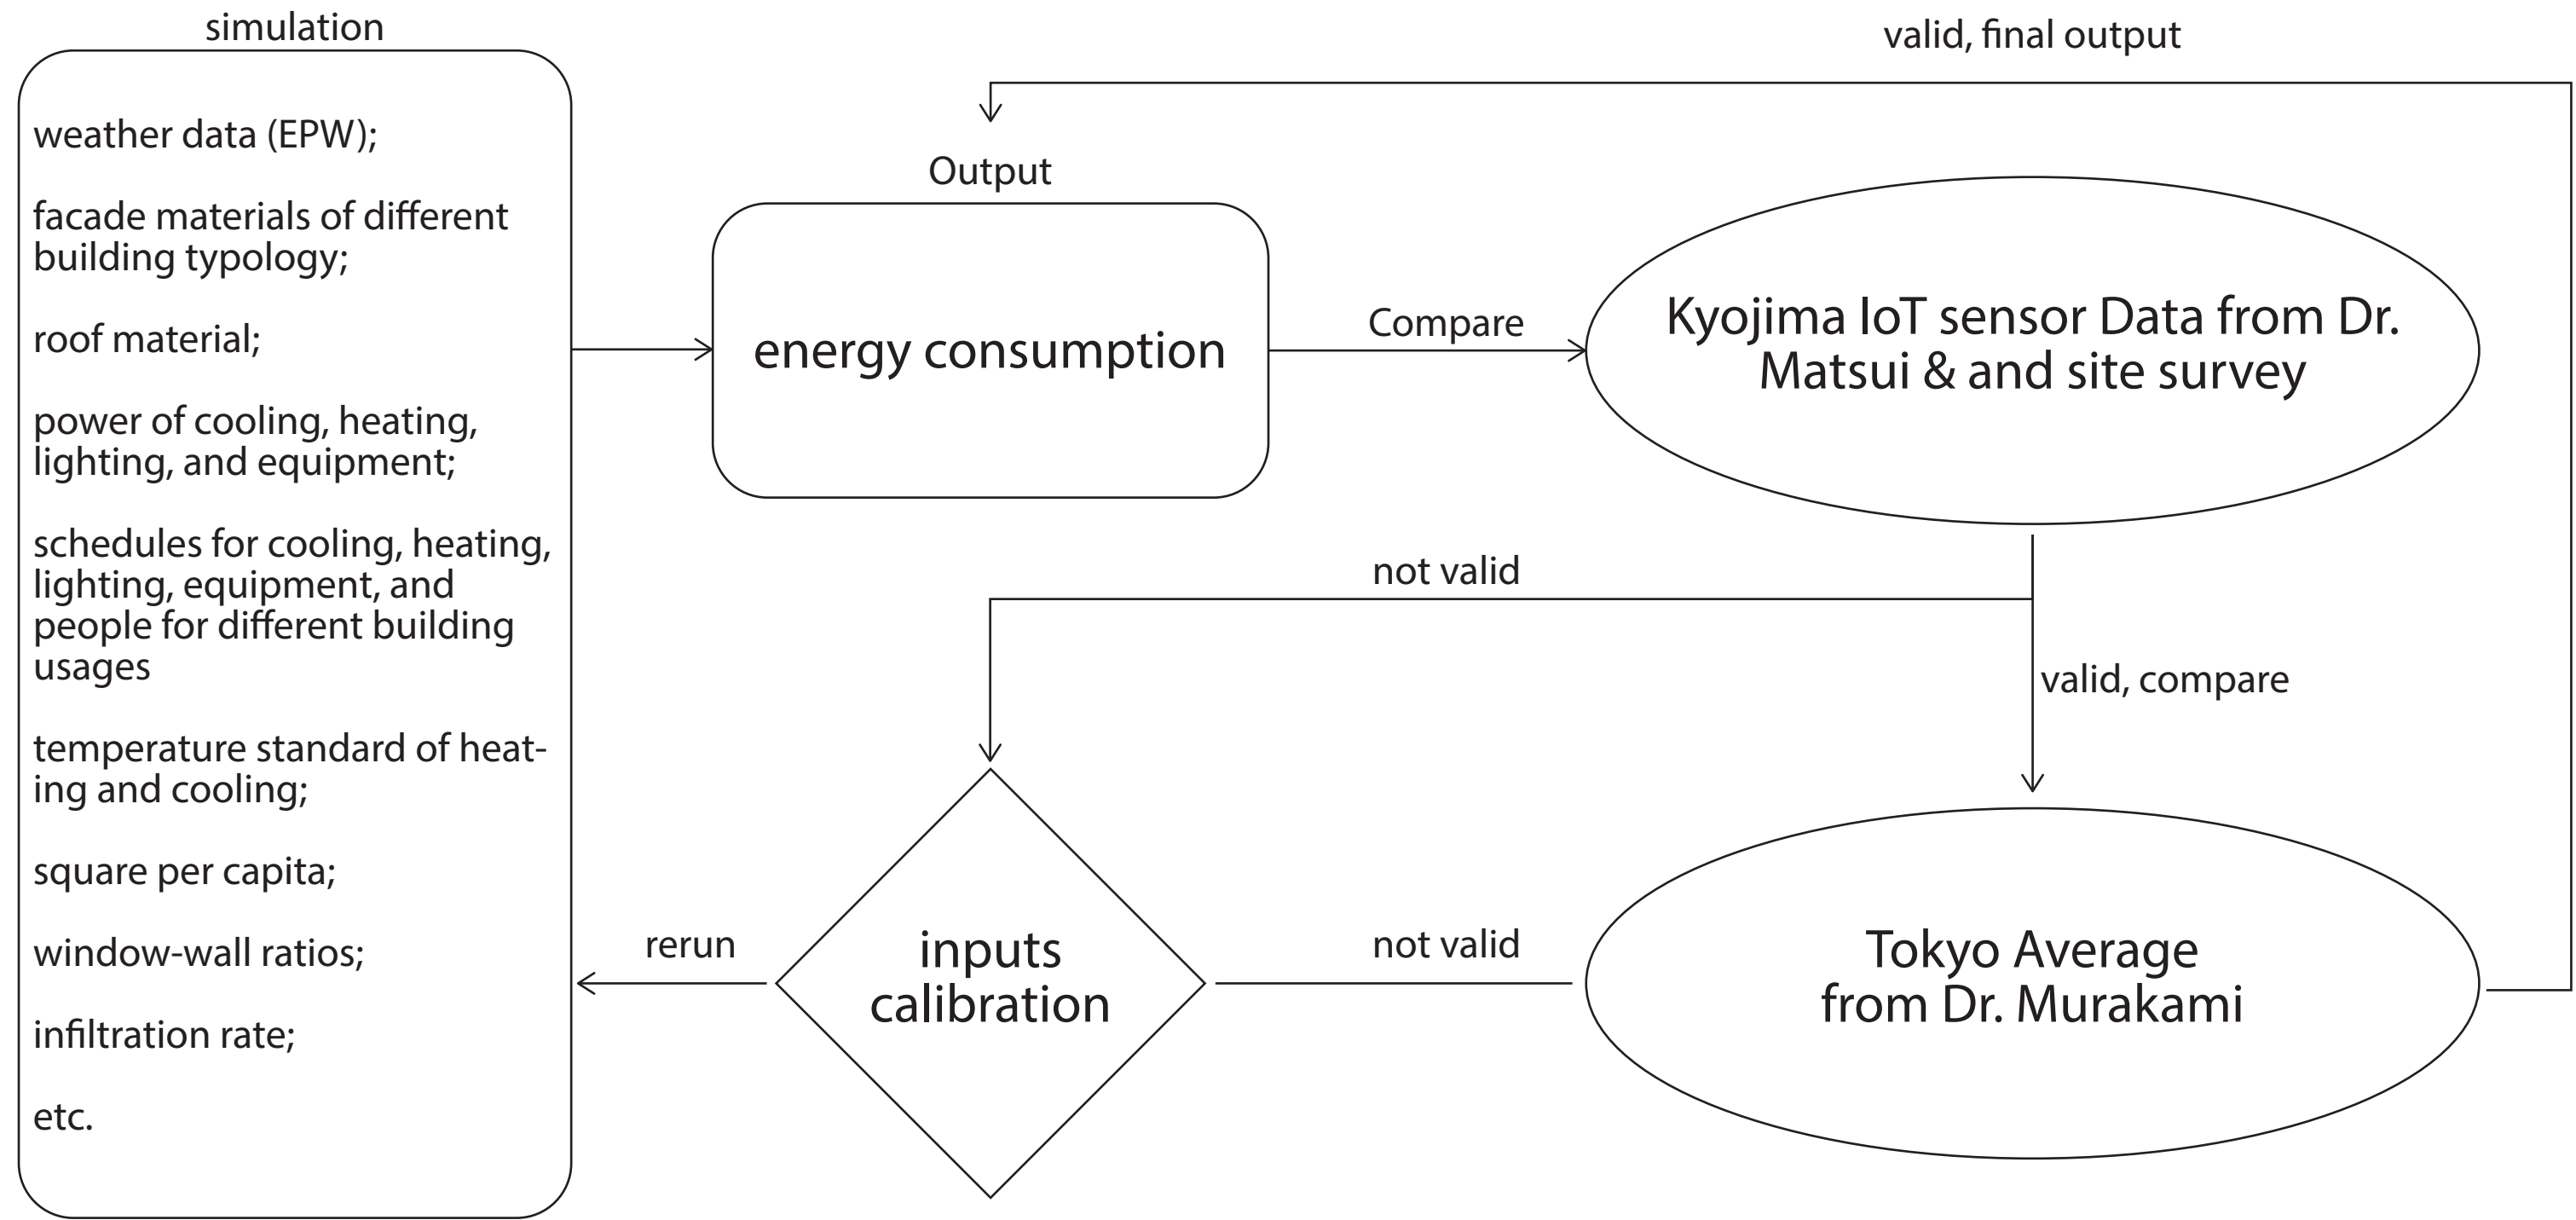 simulation
weather data (EPW);
facade materials of different
building typology;
roof material;
power of cooling, heating,
lighting, and equipment;
schedules for cooling, heating,
lighting, equipment, and
people for different building
usages
temperature standard of heat-
ing and cooling;
square per capita;
window-wall ratios;
infiltration rate;
etc.
valid, final output
Output
energy consumption
Compare
Kyojima IoT sensor Data from Dr.
Matsui & and site survey
not valid
valid, compare
rerun
inputs
calibration
not valid
Tokyo Average
from Dr. Murakami